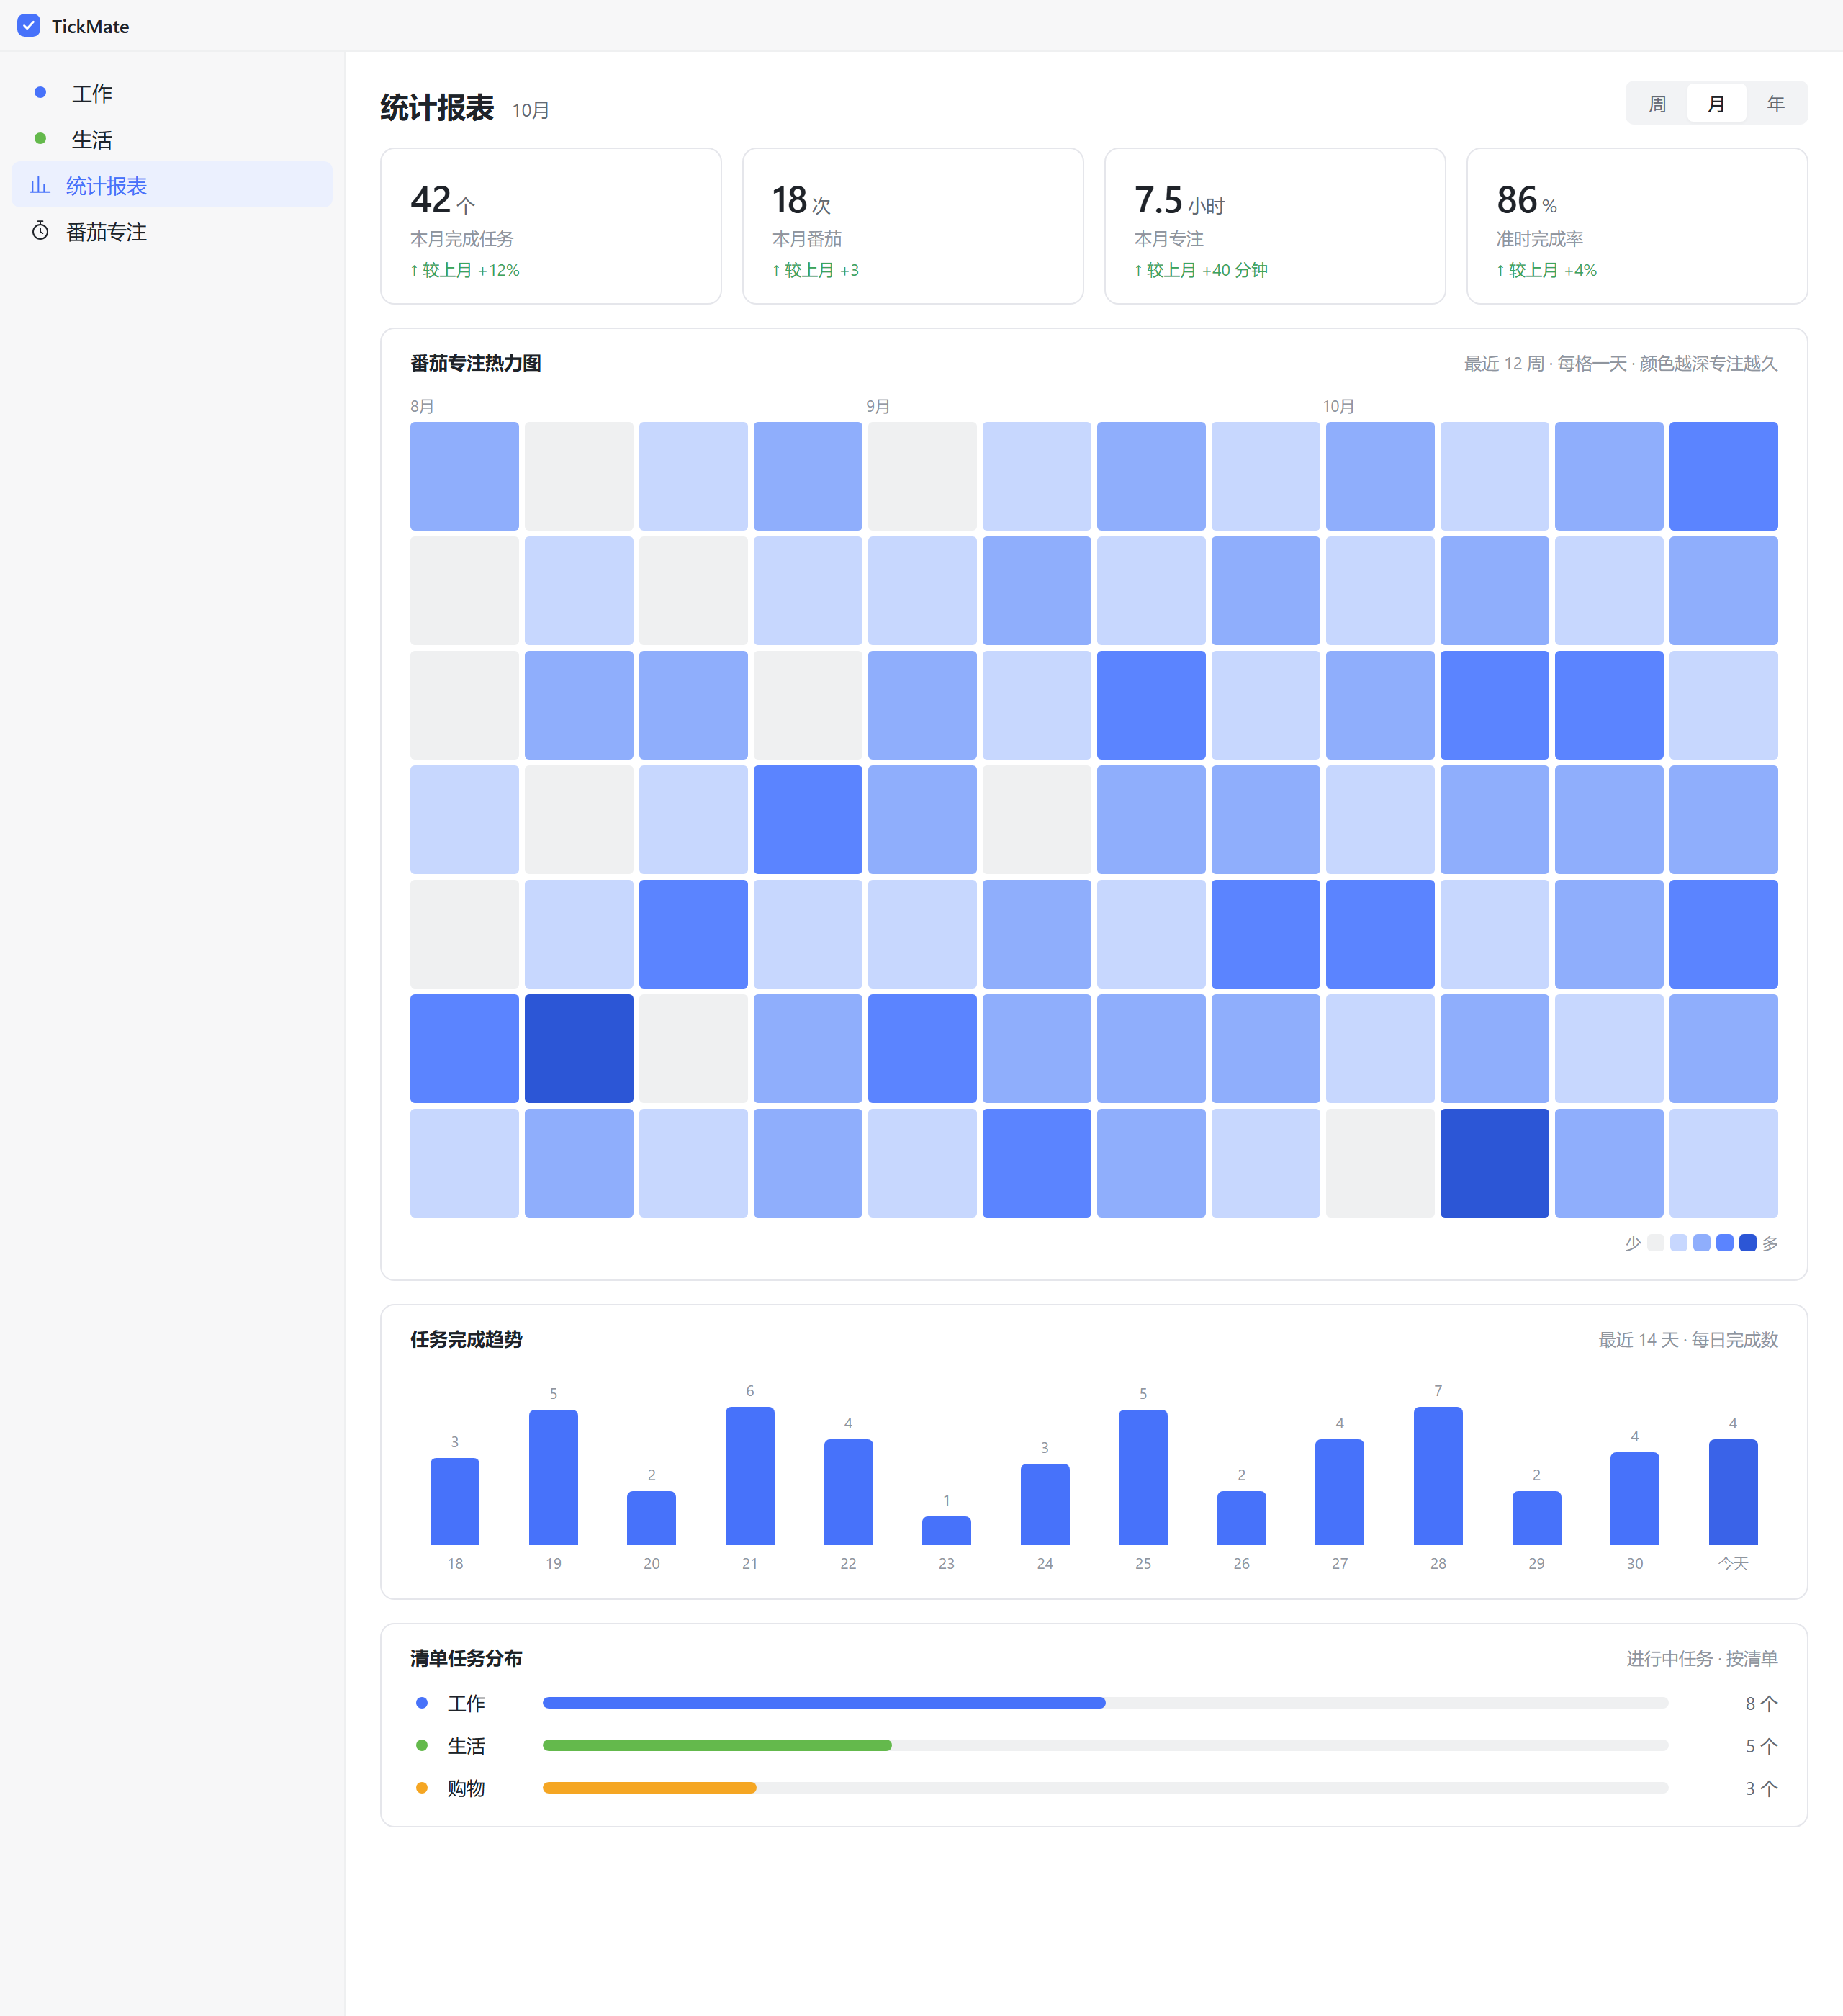 TickMate
工作
生活
统计报表
番茄专注
统计报表 10月
周 月 年
42 个
本月完成任务
↑ 较上月 +12%
18 次
本月番茄
↑ 较上月 +3
7.5 小时
本月专注
↑ 较上月 +40 分钟
86 %
准时完成率
↑ 较上月 +4%
番茄专注热力图
最近 12 周 · 每格一天 · 颜色越深专注越久
8月 9月 10月
少 多
任务完成趋势
最近 14 天 · 每日完成数
3 5 2 6 4 1 3 5 2 4 7 2 4 4
18 19 20 21 22 23 24 25 26 27 28 29 30 今天
清单任务分布
进行中任务 · 按清单
工作 8 个
生活 5 个
购物 3 个